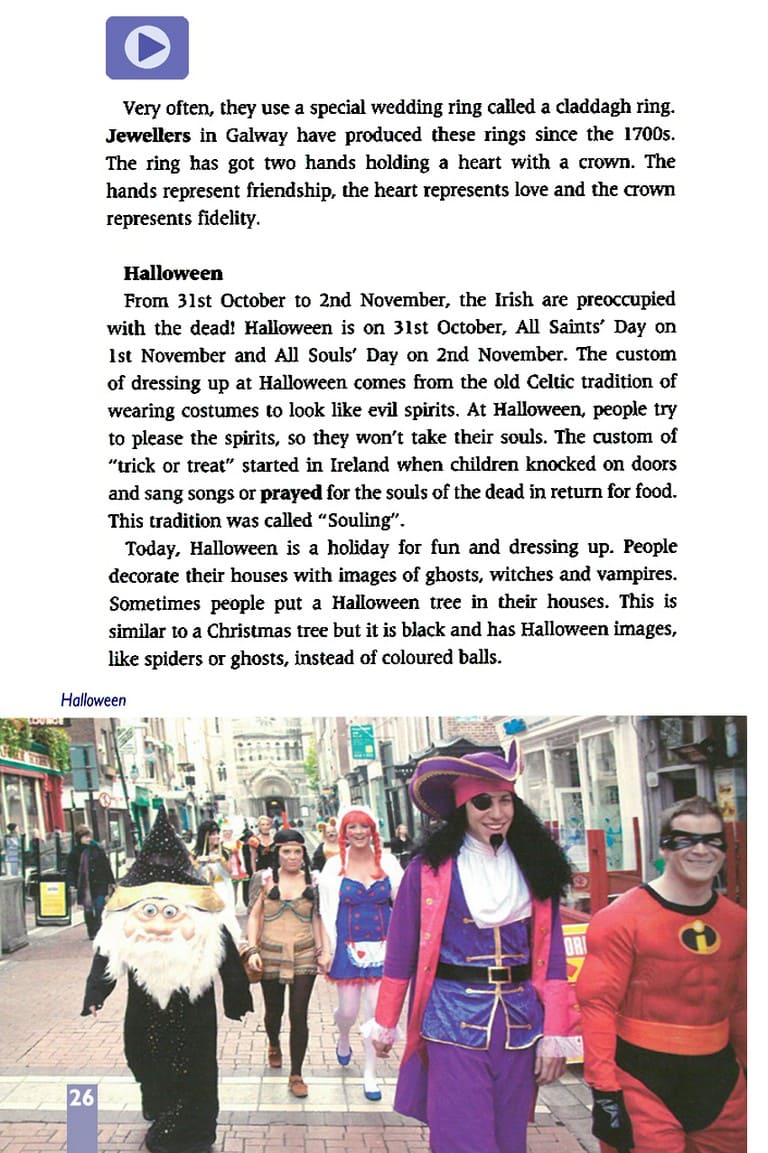 Very often, they use a special wedding ring called a claddagh ring.
Jewellers in Galway have produced these rings since the 1700s.
The ring has got two hands holding a heart with a crown. The
hands represent friendship, the heart represents love and the crown
represents fidelity.
Halloween
From 31st October to 2nd November, the Irish are preoccupied
with the dead! Halloween is on 31st October, All Saints' Day on
1st November and All Souls' Day on 2nd November. The custom
of dressing up at Halloween comes from the old Celtic tradition of
wearing costumes to look like evil spirits. At Halloween, people try
to please the spirits, so they won't take their souls. The custom of
"trick or treat" started in Ireland when children knocked on doors
and sang songs or prayed for the souls of the dead in return for food.
This tradition was called "Souling".
Today, Halloween is a holiday for fun and dressing up. People
decorate their houses with images of ghosts, witches and vampires.
Sometimes people put a Halloween tree in their houses. This is
similar to a Christmas tree but it is black and has Halloween images,
like spiders or ghosts, instead of coloured balls.
Halloween
26